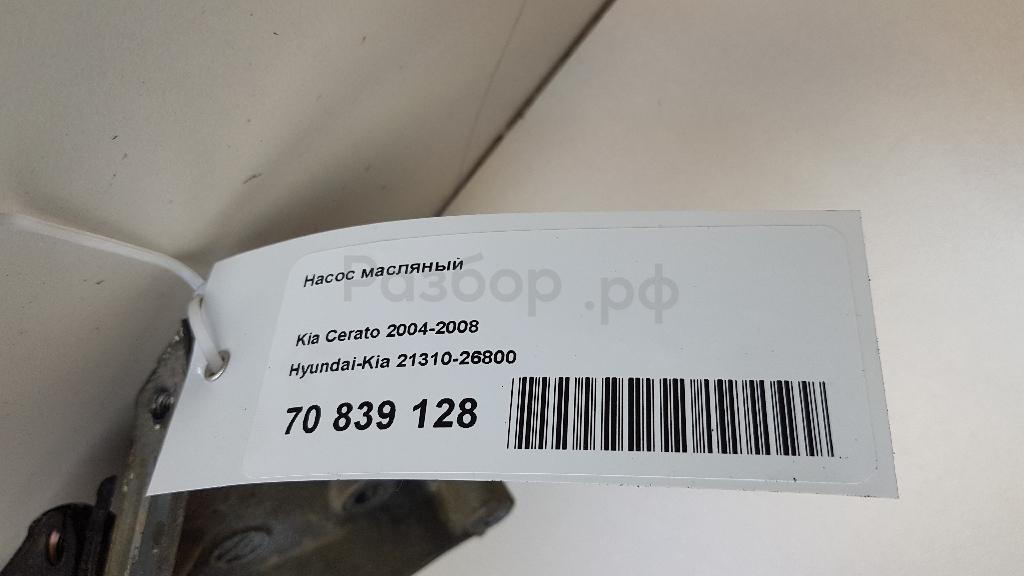 Насос масляный
Разбор.рф
Kia Cerato 2004-2008
Hyundai-Kia 21310-26800
70 839 128